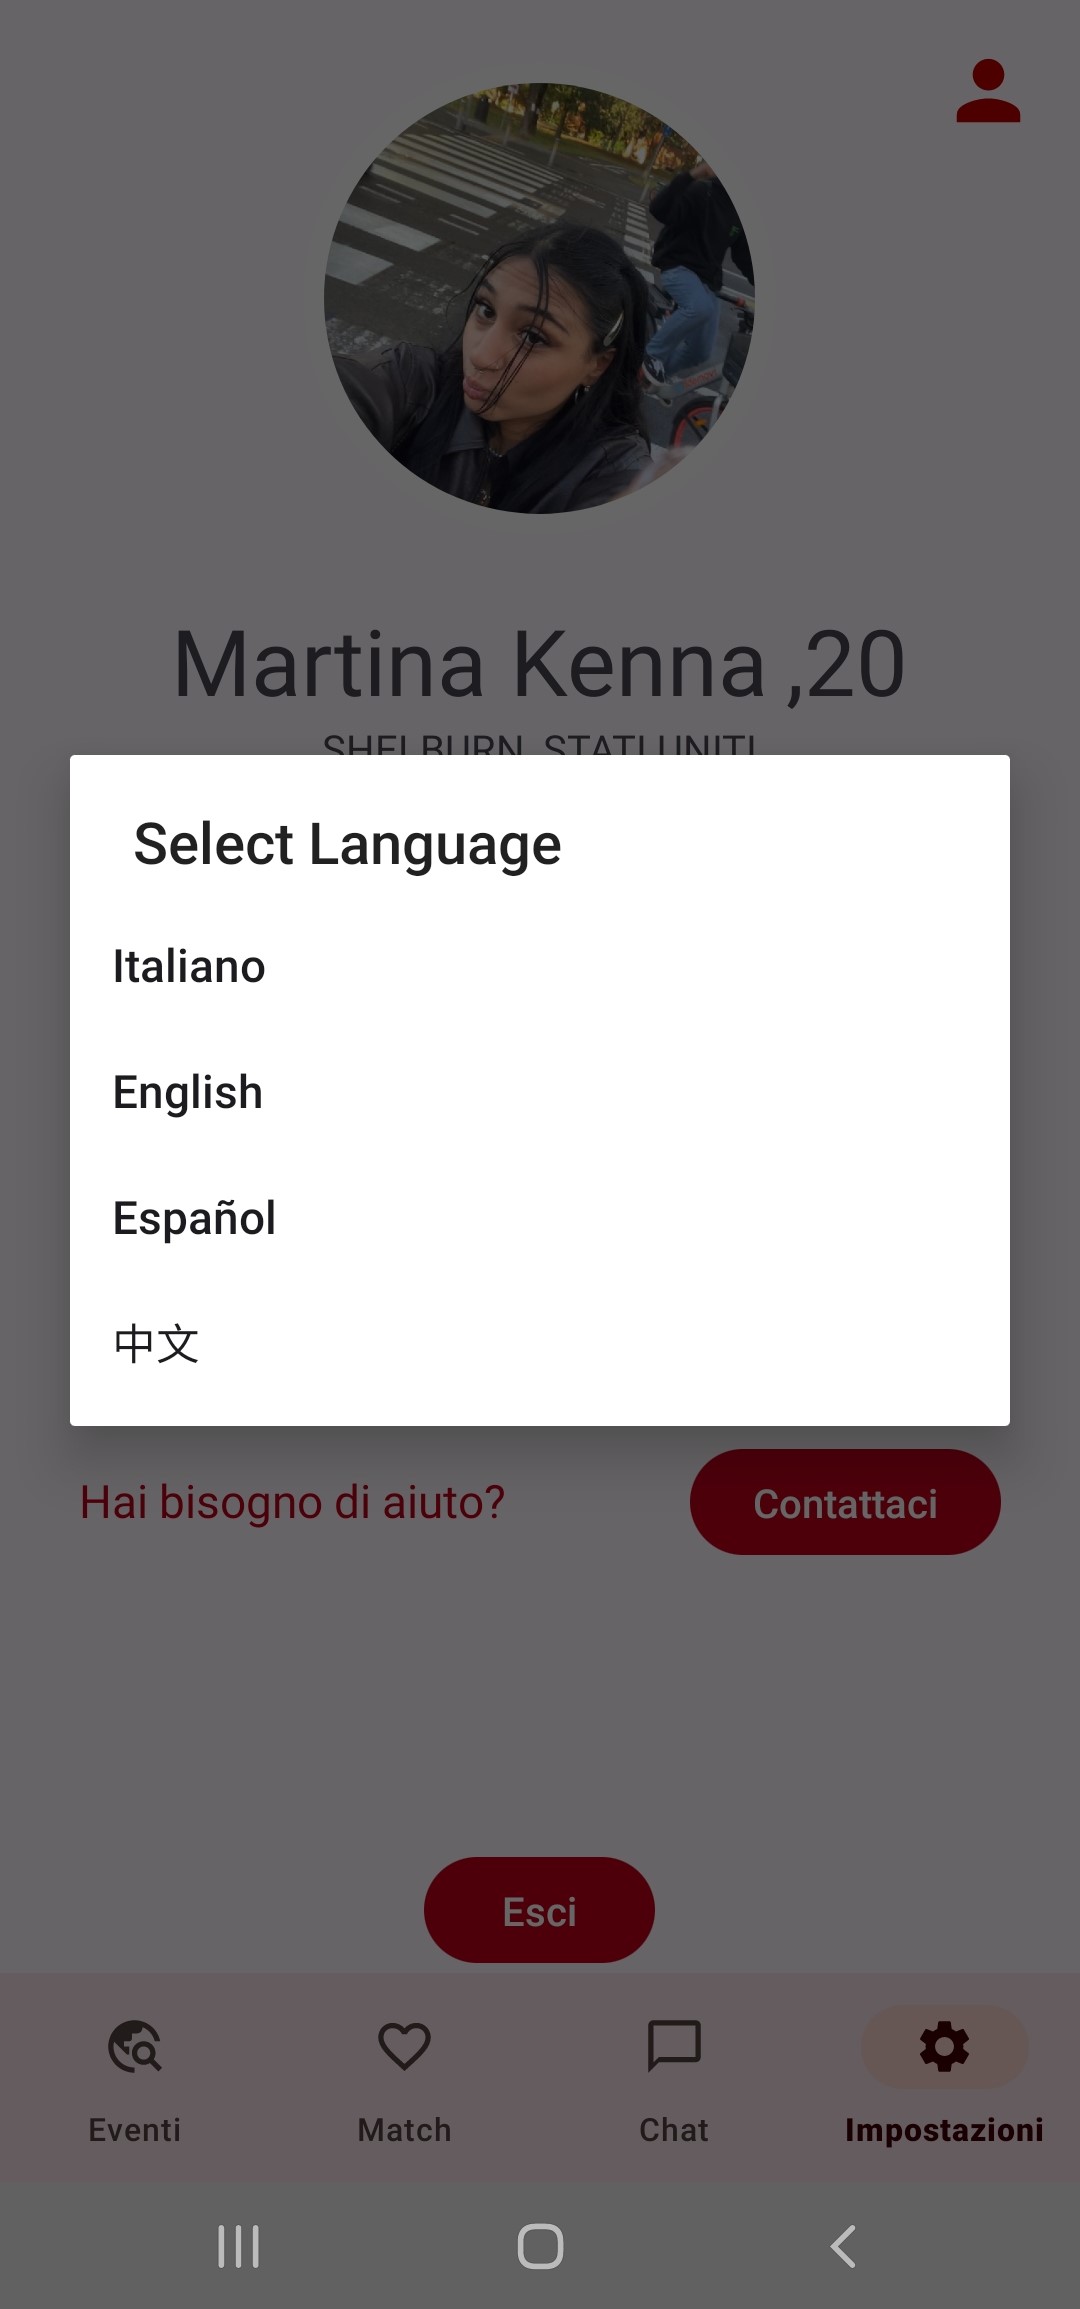 Martina Kenna ,20
SHELBURN, STATI UNITI
Select Language
Italiano
English
Español
中文
Hai bisogno di aiuto?
Contattaci
Esci
Eventi
Match
Chat
Impostazioni